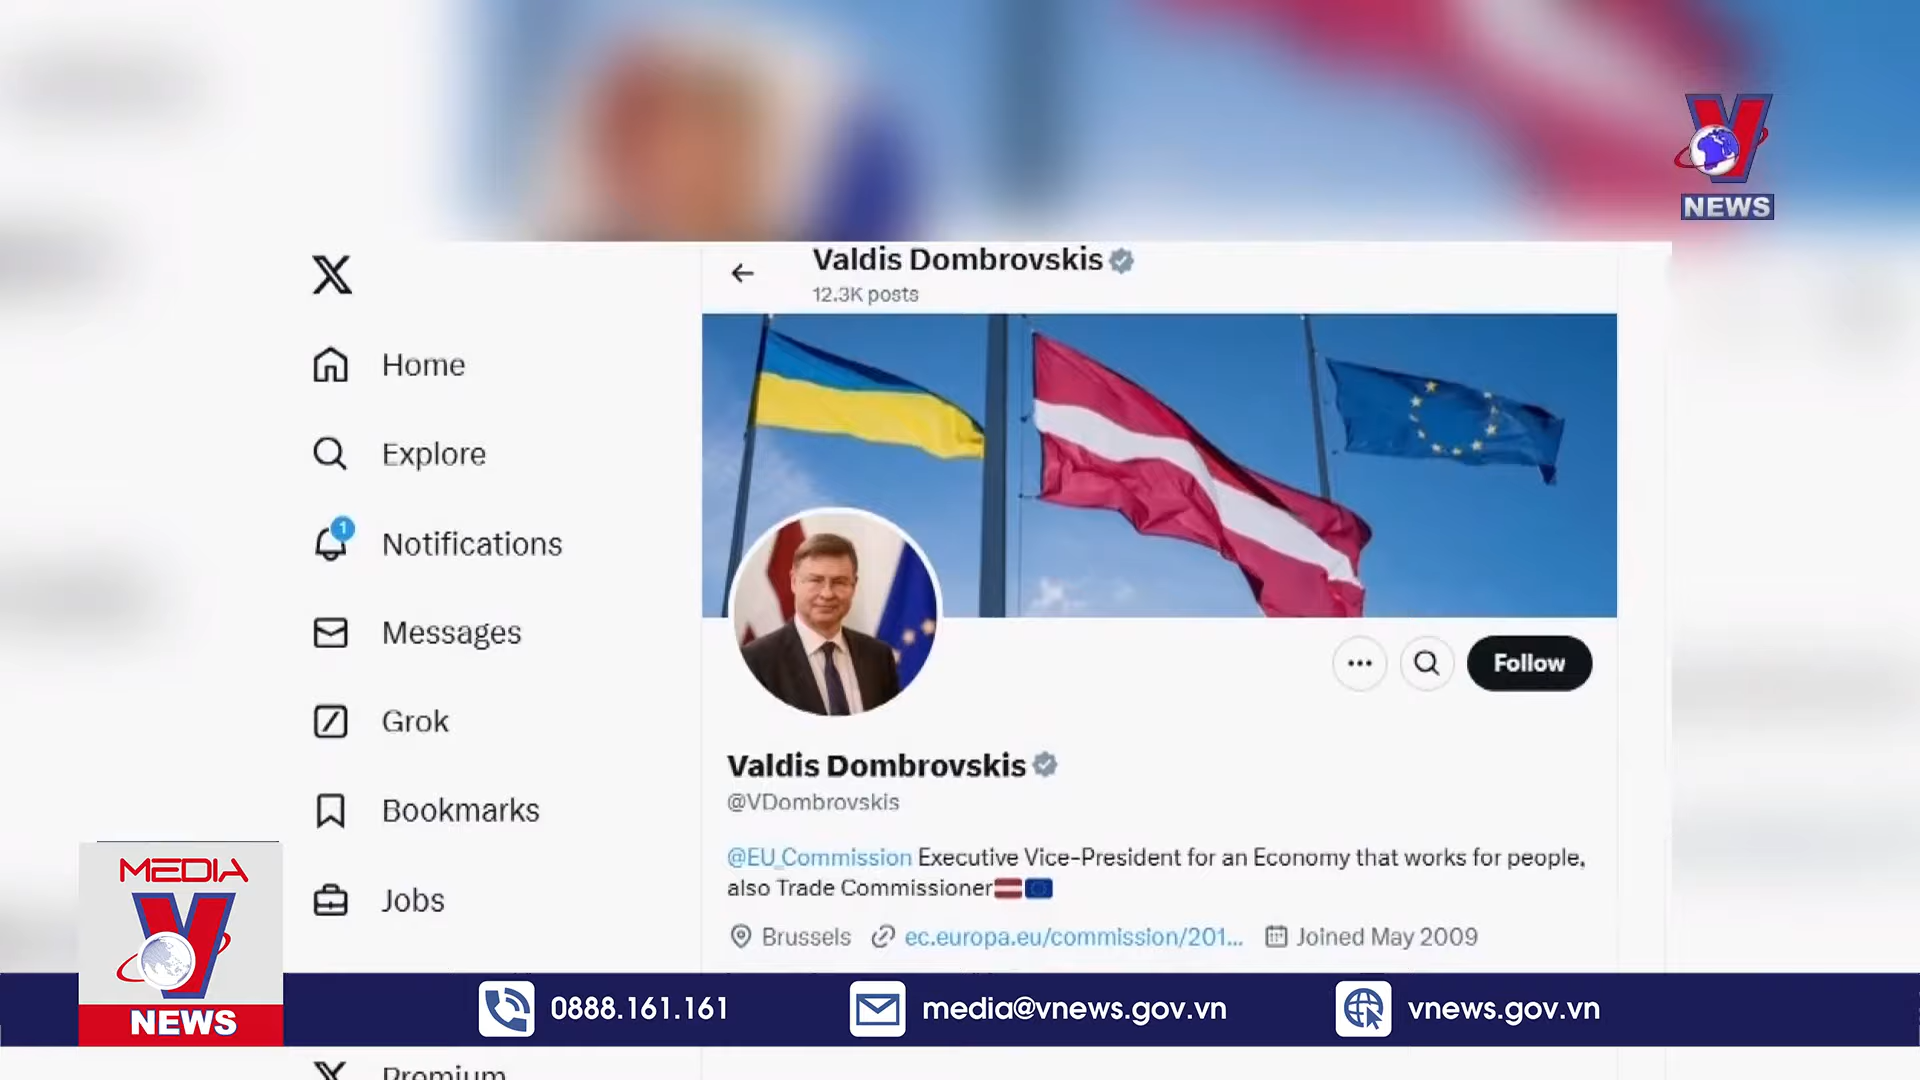 V
NEWS
X
Valdis Dombrovskis
12.3K posts
Home
Explore
1
Notifications
Messages
Grok
Bookmarks
Jobs
Premium
Follow
Valdis Dombrovskis
@VDombrovskis
@EU_Commission Executive Vice-President for an Economy that works for people,
also Trade Commissioner
Brussels ec.europa.eu/commission/201... Joined May 2009
MEDIA
V
NEWS
0888.161.161
media@vnews.gov.vn
vnews.gov.vn